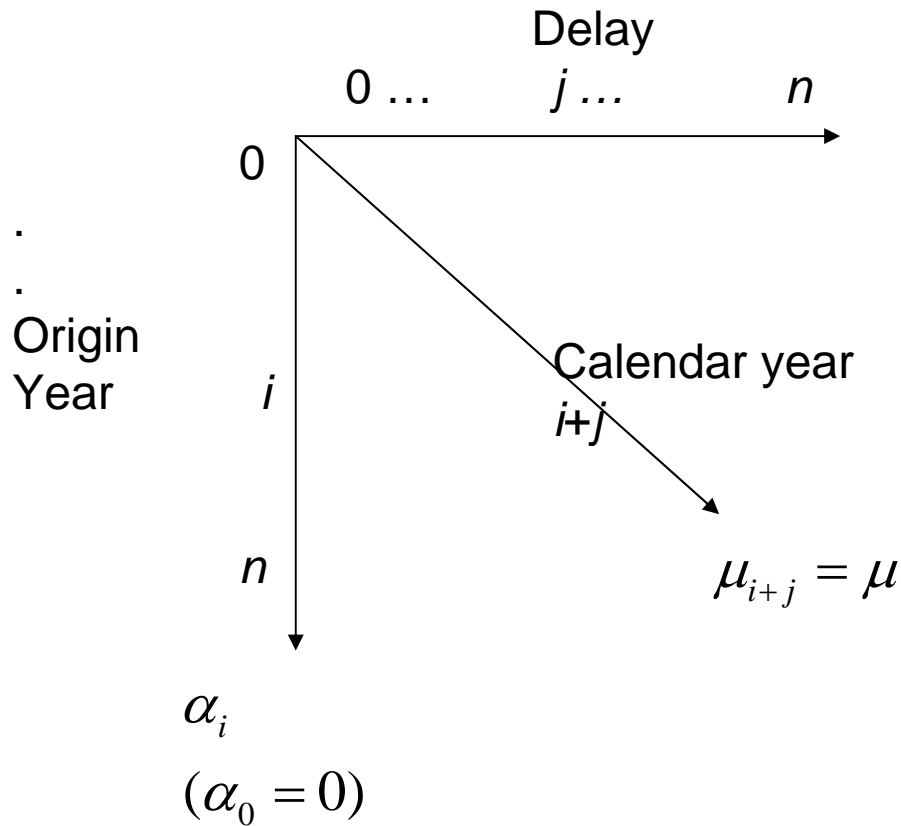 Delay
0 … j … n
0
.
.
Origin
Year
i
Calendar year
i+j
n
μ_{i+j} = μ
α_i
(α_0 = 0)